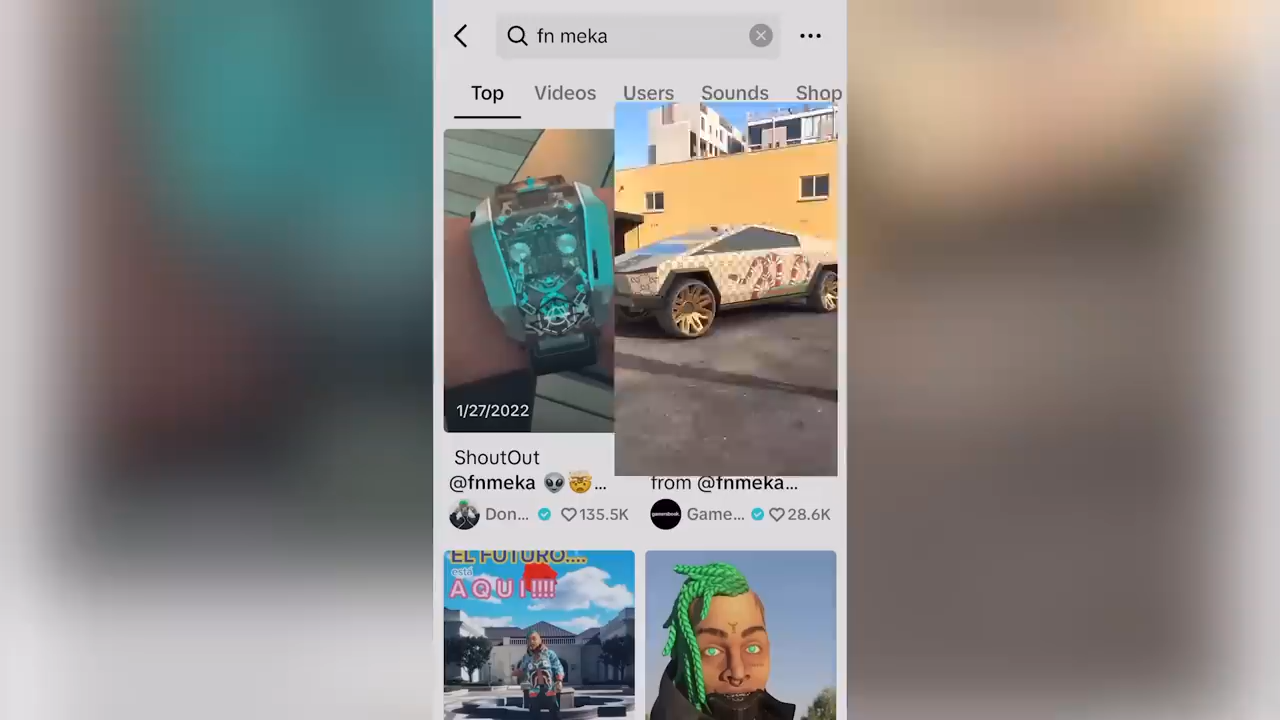 fn meka
Top Videos Users Sounds Shop
1/27/2022
ShoutOut
@fnmeka 👽🤯...
Don... 135.5K
from @fnmeka...
Game... 28.6K
EL FUTURO....
está
AQUI!!!!